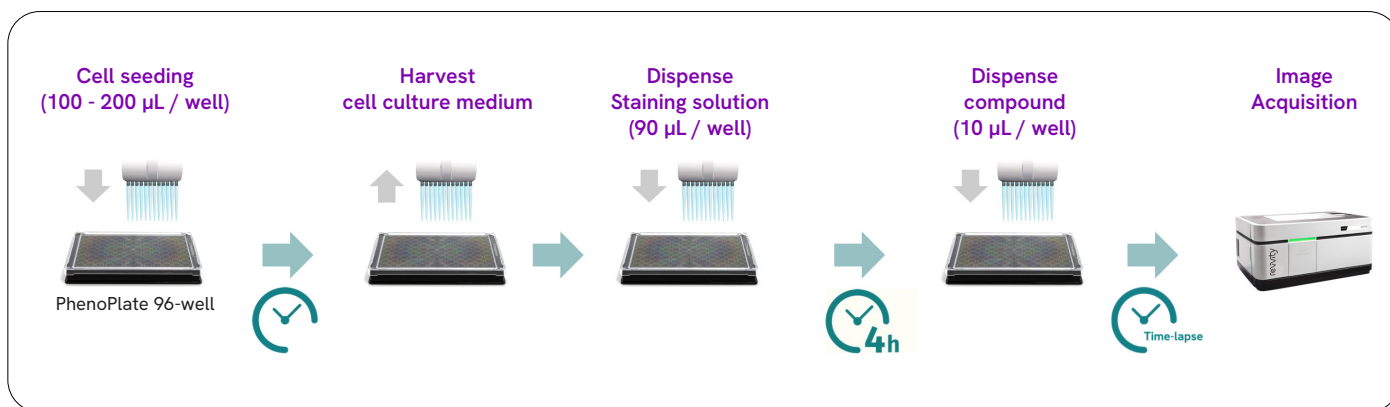 Cell seeding
(100 - 200 µL / well)
Harvest
cell culture medium
Dispense
Staining solution
(90 µL / well)
Dispense
compound
(10 µL / well)
Image
Acquisition
PhenoPlate 96-well
4h
Time-lapse
revvity